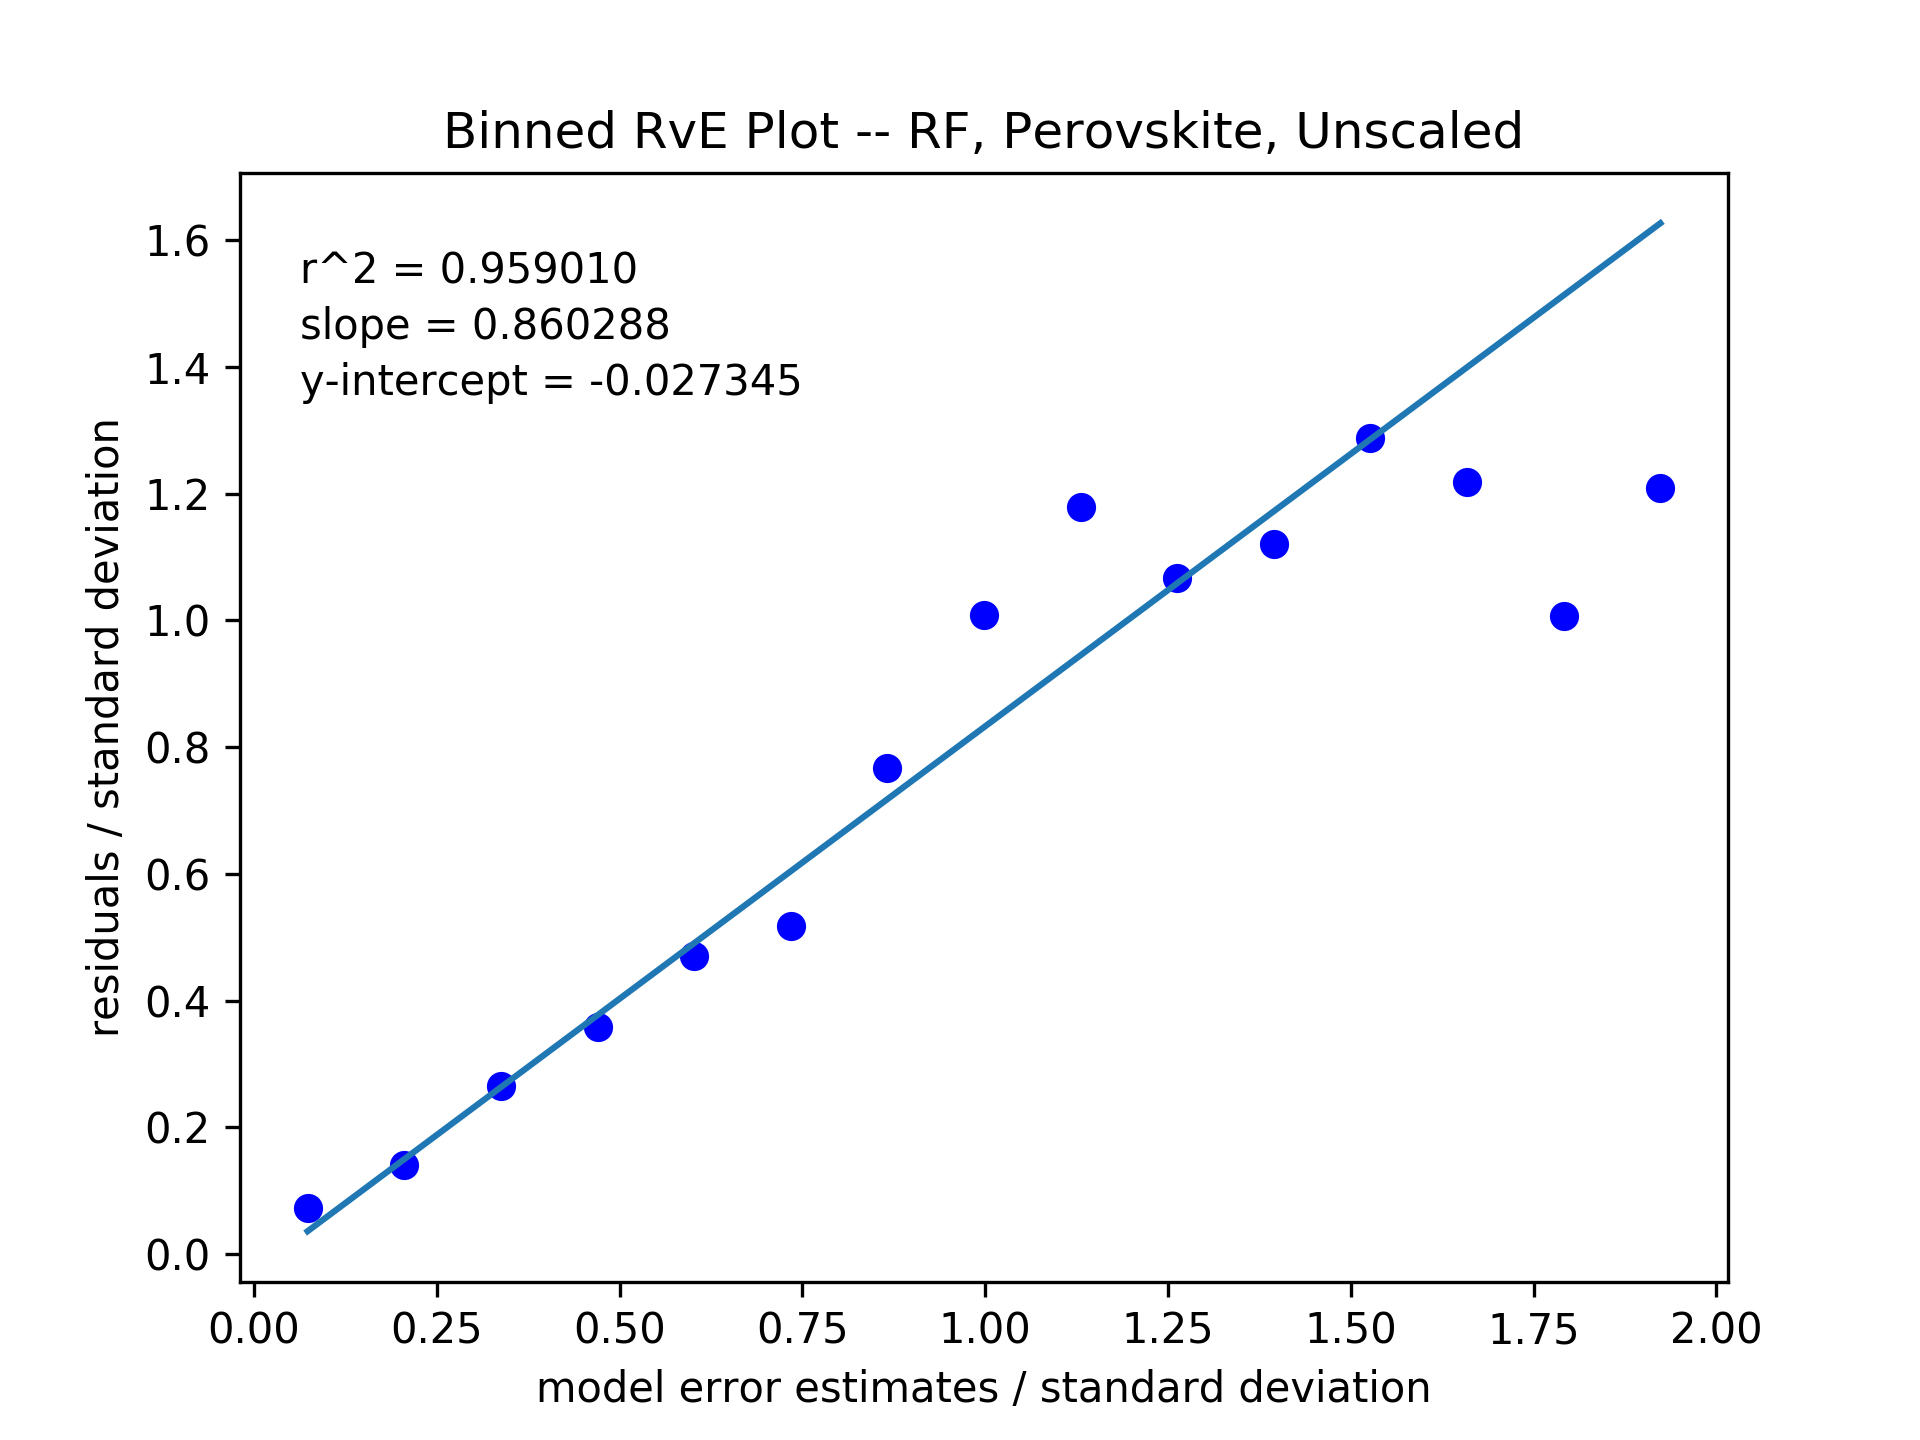 Binned RvE Plot -- RF, Perovskite, Unscaled
r^2 = 0.959010
slope = 0.860288
y-intercept = -0.027345
residuals / standard deviation
1.6
1.4
1.2
1.0
0.8
0.6
0.4
0.2
0.0
0.00 0.25 0.50 0.75 1.00 1.25 1.50 1.75 2.00
model error estimates / standard deviation